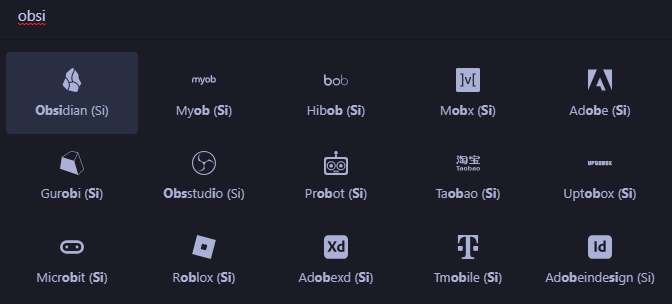 obsi
myob
bob
]v[
淘宝
Taobao
UPTOBOX
Xd
T
Id
Obsidian (Si)
Myob (Si)
Hibob (Si)
Mobx (Si)
Adobe (Si)
Gurobi (Si)
Obsstudio (Si)
Probot (Si)
Taobao (Si)
Uptobox (Si)
Microbit (Si)
Roblox (Si)
Adobexd (Si)
Tmobile (Si)
Adobeindesign (Si)